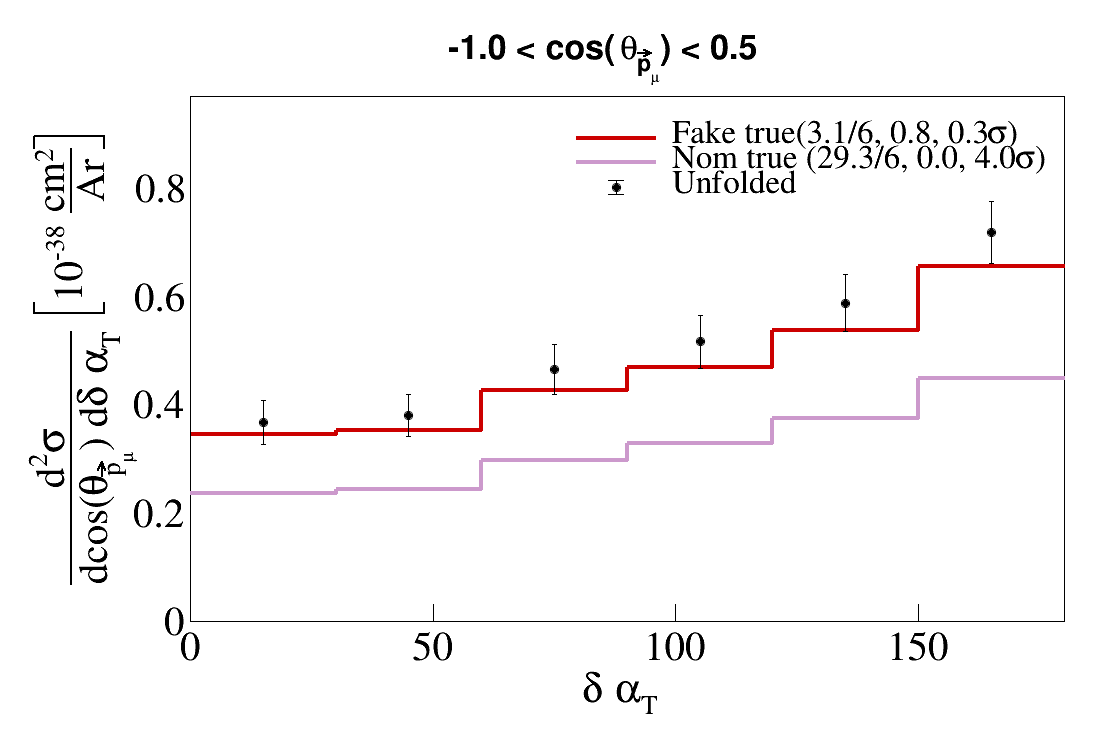 -1.0 < cos(θp⃗μ) < 0.5
Fake true(3.1/6, 0.8, 0.3σ)
Nom true (29.3/6, 0.0, 4.0σ)
Unfolded
d²σ
dcos(θp⃗μ) dδ αT
[10⁻³⁸ cm²/Ar]
0.8
0.6
0.4
0.2
0
0 50 100 150
δ αT